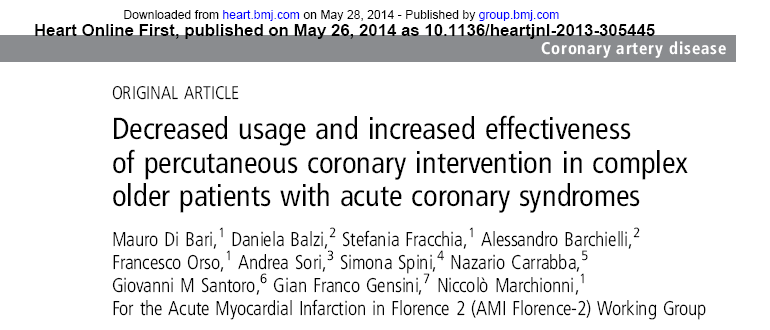 Downloaded from heart.bmj.com on May 28, 2014 - Published by group.bmj.com
Heart Online First, published on May 26, 2014 as 10.1136/heartjnl-2013-305445
Coronary artery disease
ORIGINAL ARTICLE
Decreased usage and increased effectiveness
of percutaneous coronary intervention in complex
older patients with acute coronary syndromes
Mauro Di Bari,¹ Daniela Balzi,² Stefania Fracchia,¹ Alessandro Barchielli,²
Francesco Orso,¹ Andrea Sori,³ Simona Spini,⁴ Nazario Carrabba,⁵
Giovanni M Santoro,⁶ Gian Franco Gensini,⁷ Niccolò Marchionni,¹
For the Acute Myocardial Infarction in Florence 2 (AMI Florence-2) Working Group